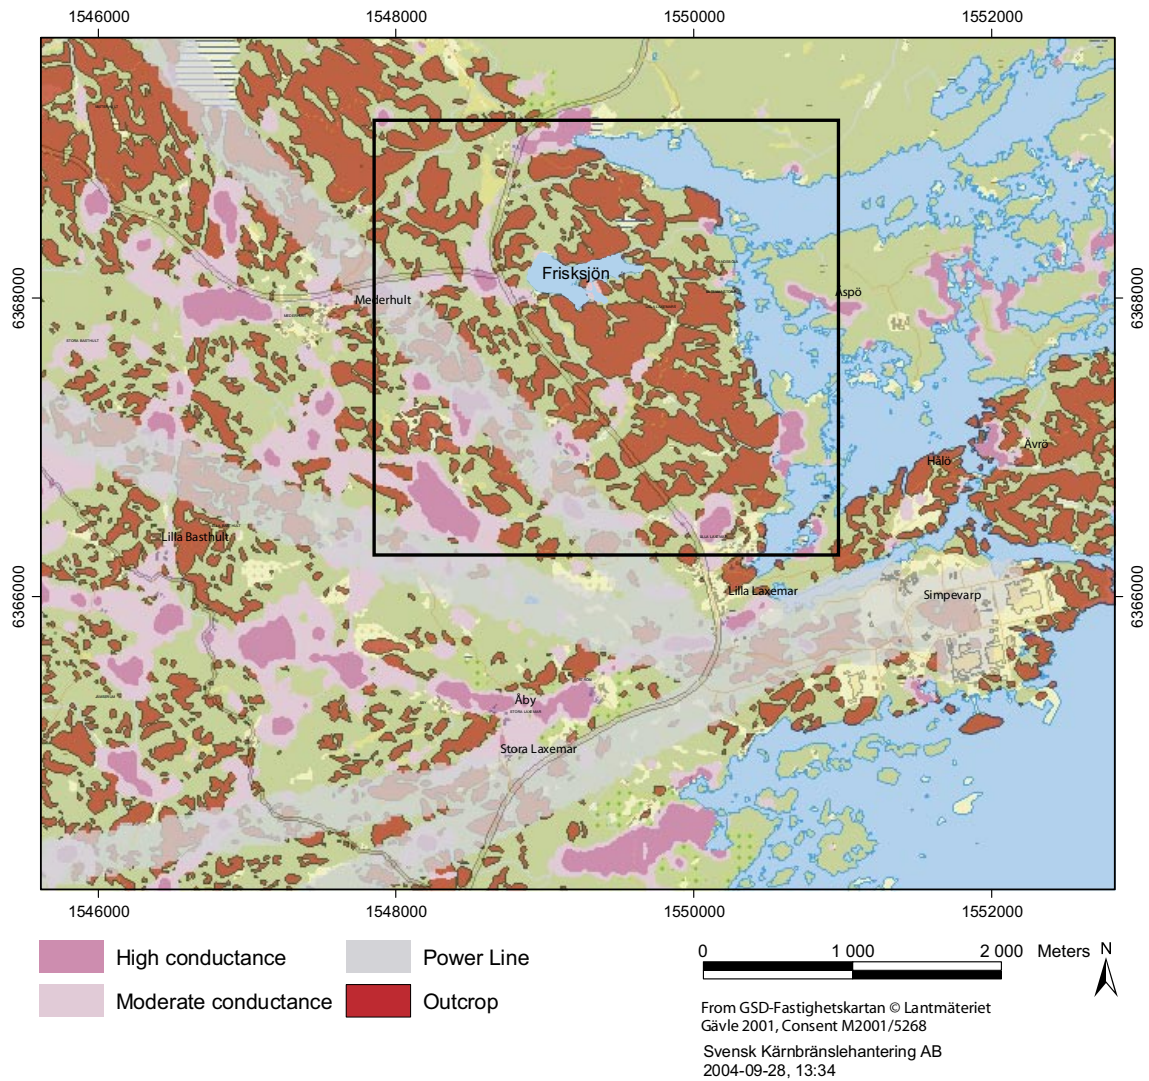 1546000 1548000 1550000 1552000
Frisksjön
6368000 6368000
Mederhult
Äspö
Ävrö
Hålö
Lilla Basthult
Lilla Laxemar
Simpevarp
6366000 6366000
Åby
Stora Laxemar
1546000 1548000 1550000 1552000
High conductance
Moderate conductance
Power Line
Outcrop
0 1 000 2 000 Meters
N
From GSD-Fastighetskartan © Lantmäteriet
Gävle 2001, Consent M2001/5268
Svensk Kärnbränslehantering AB
2004-09-28, 13:34